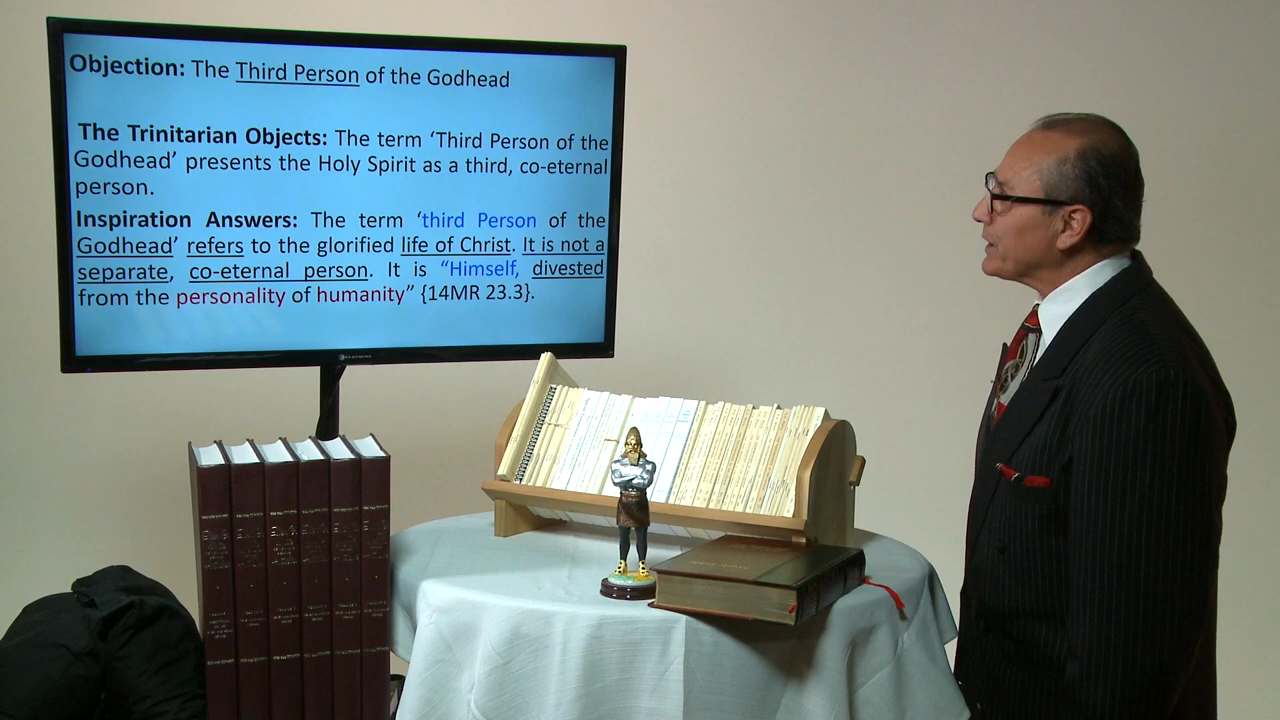 Objection: The Third Person of the Godhead
The Trinitarian Objects: The term ‘Third Person of the
Godhead’ presents the Holy Spirit as a third, co-eternal
person.
Inspiration Answers: The term ‘third Person of the
Godhead’ refers to the glorified life of Christ. It is not a
separate, co-eternal person. It is “Himself,  divested
from the personality of humanity” {14MR 23.3}.